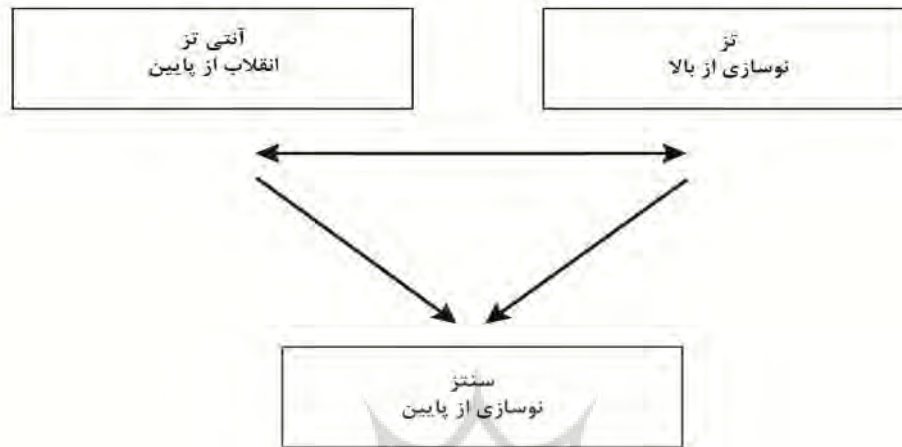 تز
نوسازی از بالا
آنتی تز
انقلاب از پایین
سنتز
نوسازی از پایین